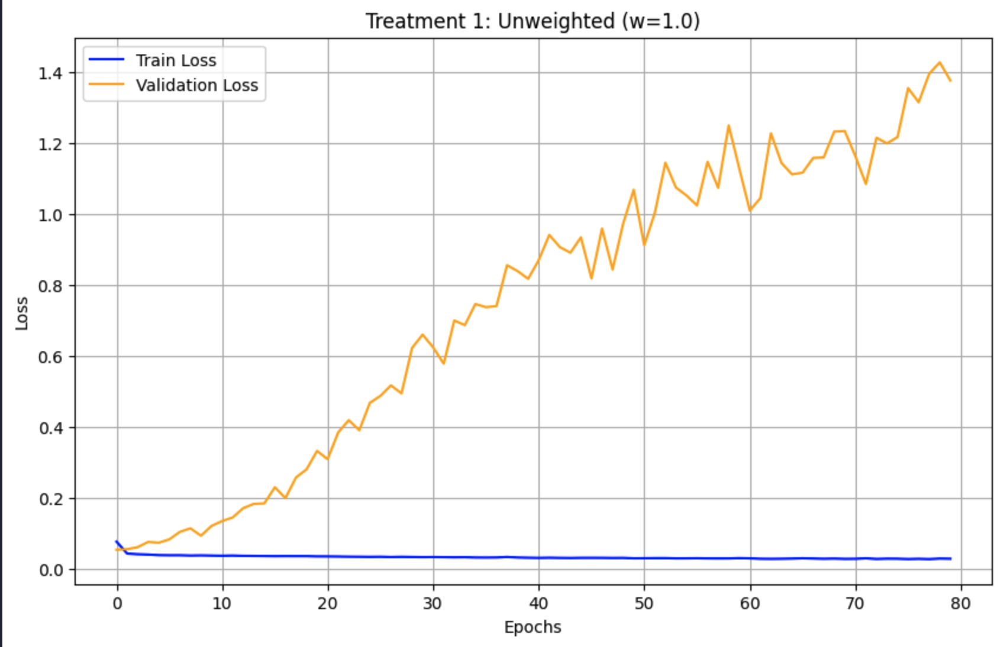 Treatment 1: Unweighted (w=1.0)
Train Loss
Validation Loss
1.4
1.2
1.0
0.8
0.6
0.4
0.2
0.0
Loss
0 10 20 30 40 50 60 70 80
Epochs